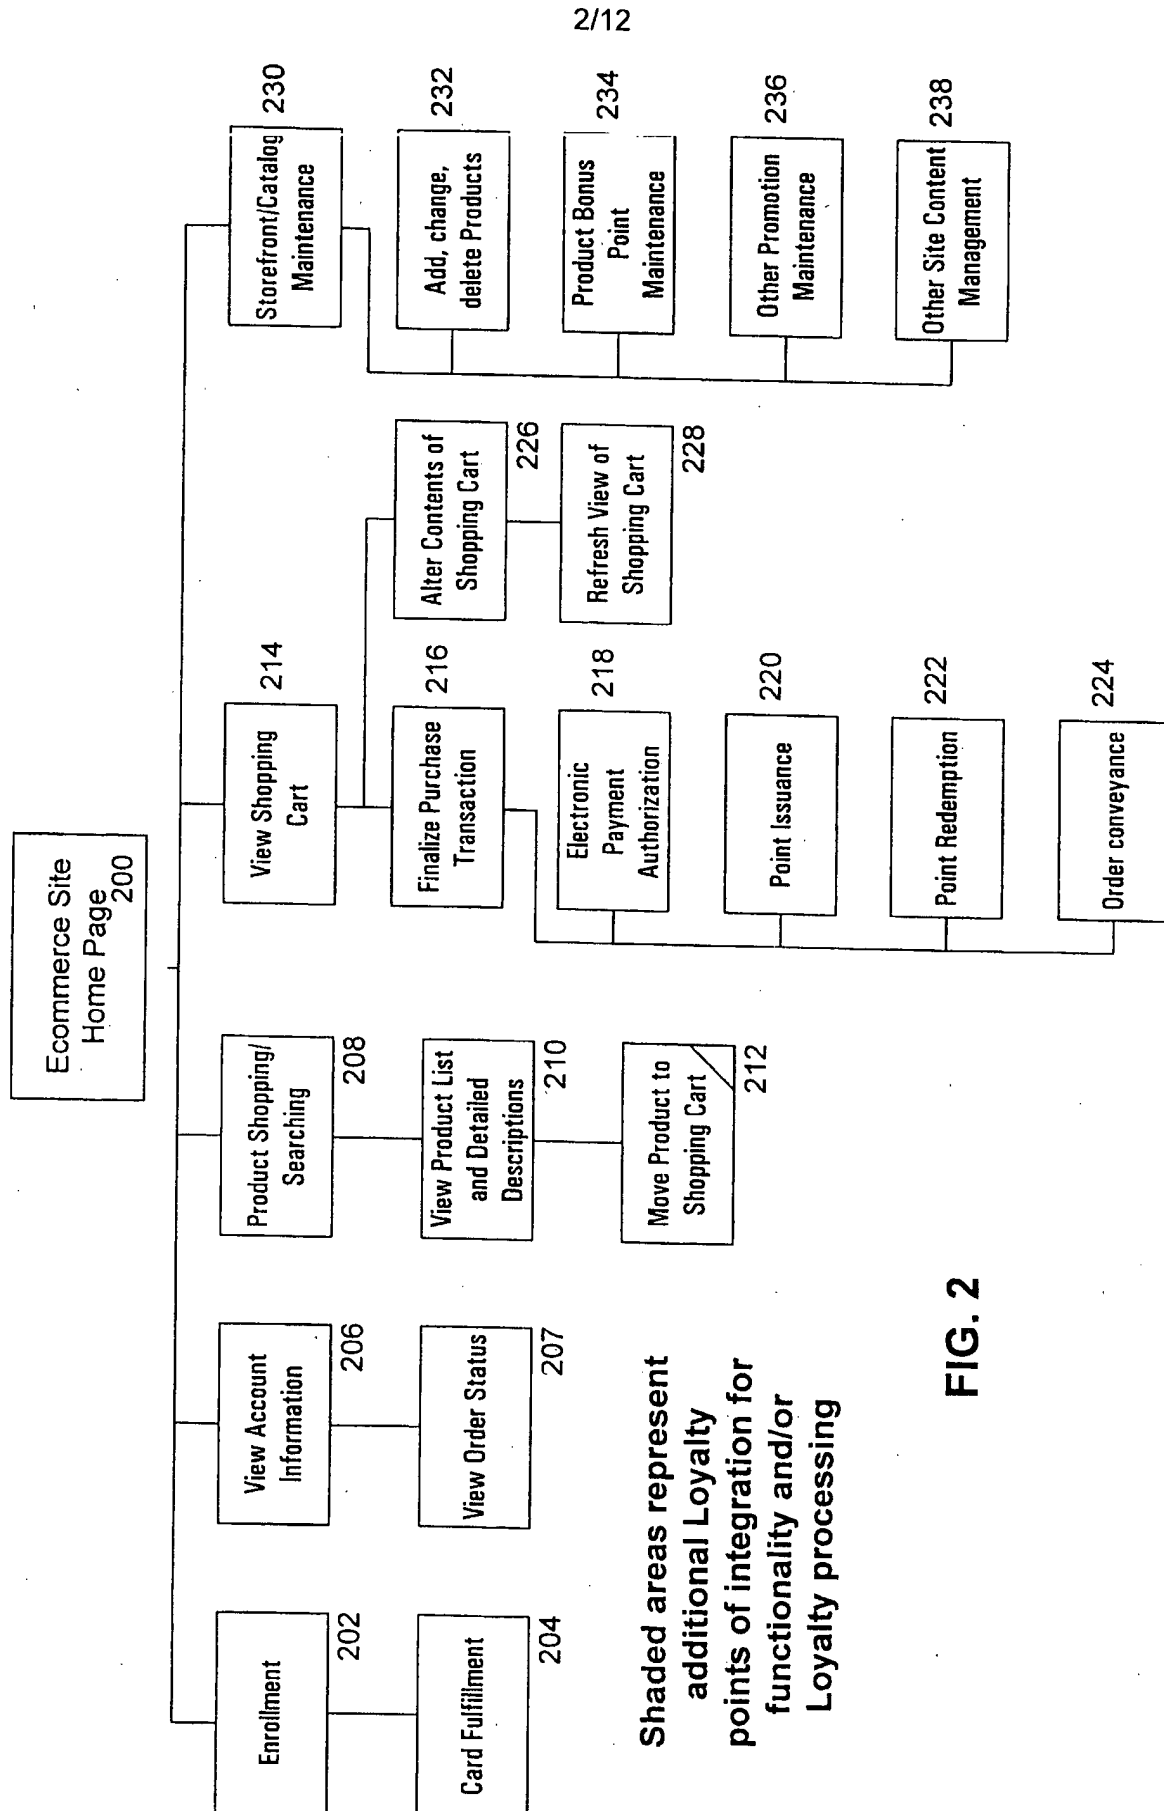 2/12
Ecommerce Site
Home Page
200
Enrollment
202
Card Fulfillment
204
View Account
Information
206
View Order Status
207
Product Shopping/
Searching
208
View Product List
and Detailed
Descriptions
210
Move Product to
Shopping Cart
212
View Shopping
Cart
214
Finalize Purchase
Transaction
216
Electronic
Payment
Authorization
218
Point Issuance
220
Point Redemption
222
Order conveyance
224
Alter Contents of
Shopping Cart
226
Refresh View of
Shopping Cart
228
Storefront/Catalog
Maintenance
230
Add, change,
delete Products
232
Product Bonus
Point
Maintenance
234
Other Promotion
Maintenance
236
Other Site Content
Management
238
Shaded areas represent
additional Loyalty
points of integration for
functionality and/or
Loyalty processing
FIG. 2